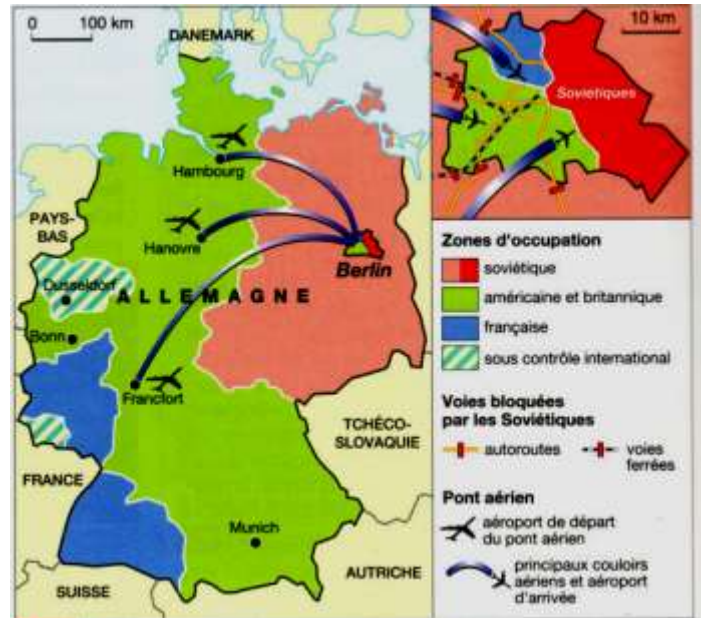 0 100 km
DANEMARK
Hambourg
PAYS-
BAS
Hanovre
Berlin
Dusseldorf
ALLEMAGNE
Bonn
Francfort
TCHÉCO-
SLOVAQUIE
FRANCE
Munich
SUISSE
AUTRICHE
10 km
Soviétiques
Zones d'occupation
soviétique
américaine et britannique
française
sous contrôle international
Voies bloquées
par les Soviétiques
autoroutes
voies
ferrées
Pont aérien
aéroport de départ
du pont aérien
principaux couloirs
aériens et aéroport
d'arrivée